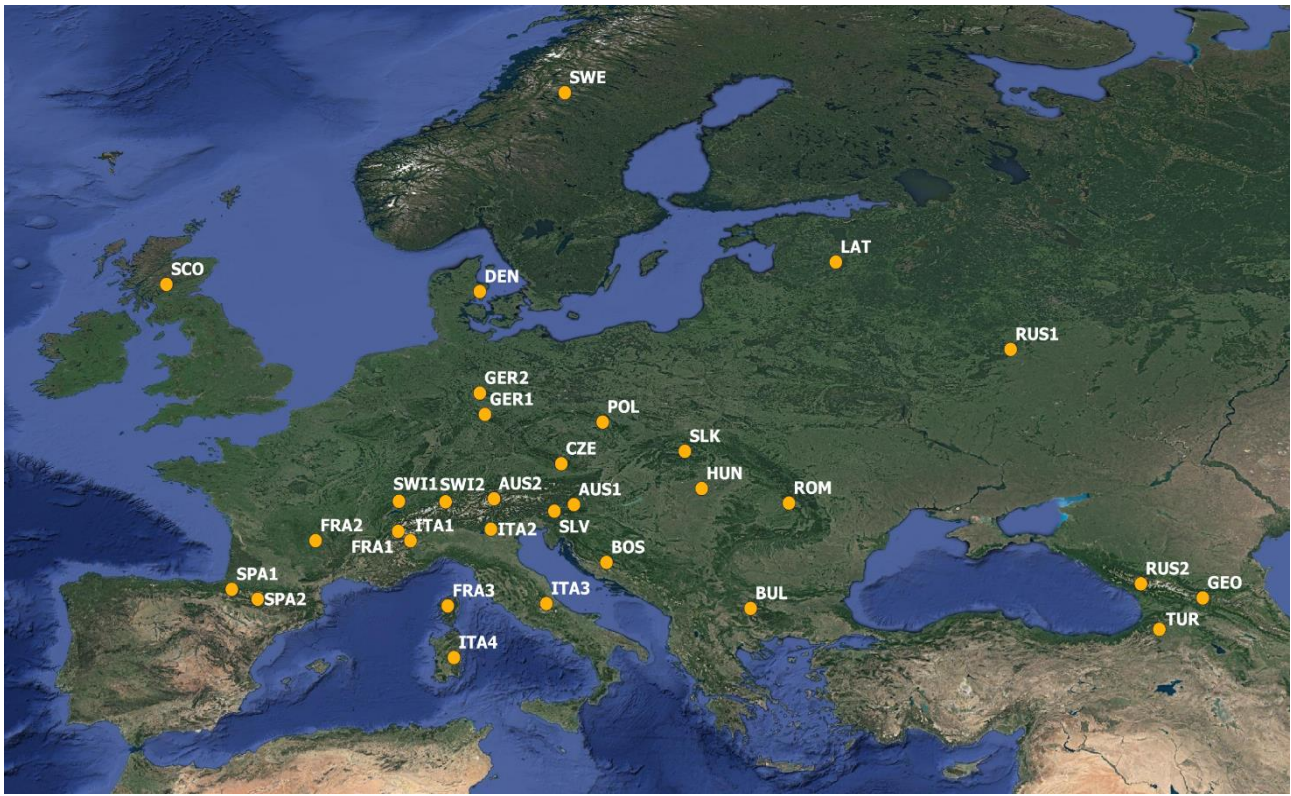 SWE
LAT
SCO
DEN
RUS1
GER2
GER1
POL
SLK
CZE
HUN
SWI1
SWI2
AUS2
AUS1
ROM
SLV
FRA2
ITA1
ITA2
FRA1
BOS
SPA1
SPA2
FRA3
ITA3
BUL
RUS2
GEO
TUR
ITA4